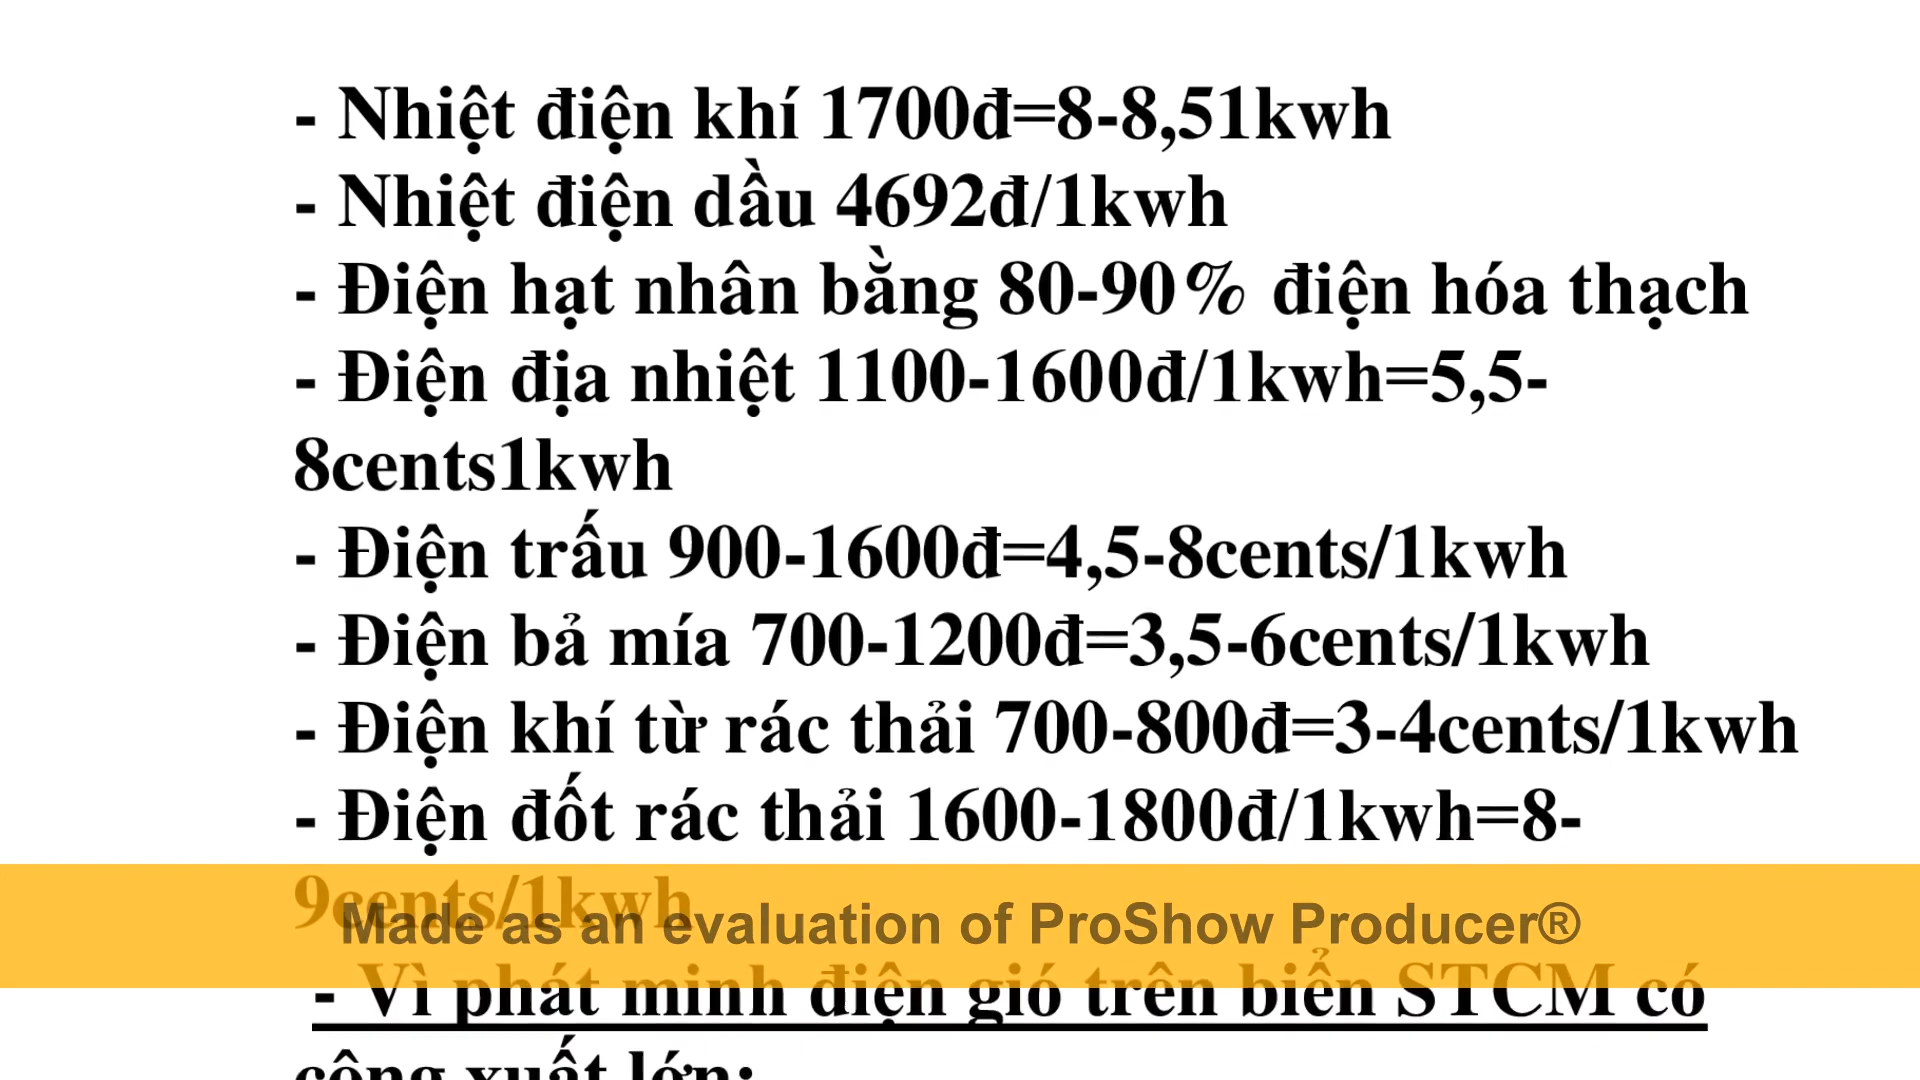 - Nhiệt điện khí 1700đ=8-8,51kwh
- Nhiệt điện dầu 4692đ/1kwh
- Điện hạt nhân bằng 80-90% điện hóa thạch
- Điện địa nhiệt 1100-1600đ/1kwh=5,5-
8cents1kwh
- Điện trấu 900-1600đ=4,5-8cents/1kwh
- Điện bả mía 700-1200đ=3,5-6cents/1kwh
- Điện khí từ rác thải 700-800đ=3-4cents/1kwh
- Điện đốt rác thải 1600-1800đ/1kwh=8-
9cents/1kwh
Made as an evaluation of ProShow Producer®
- Vì phát minh điện gió trên biển STCM có
công xuất lớn: